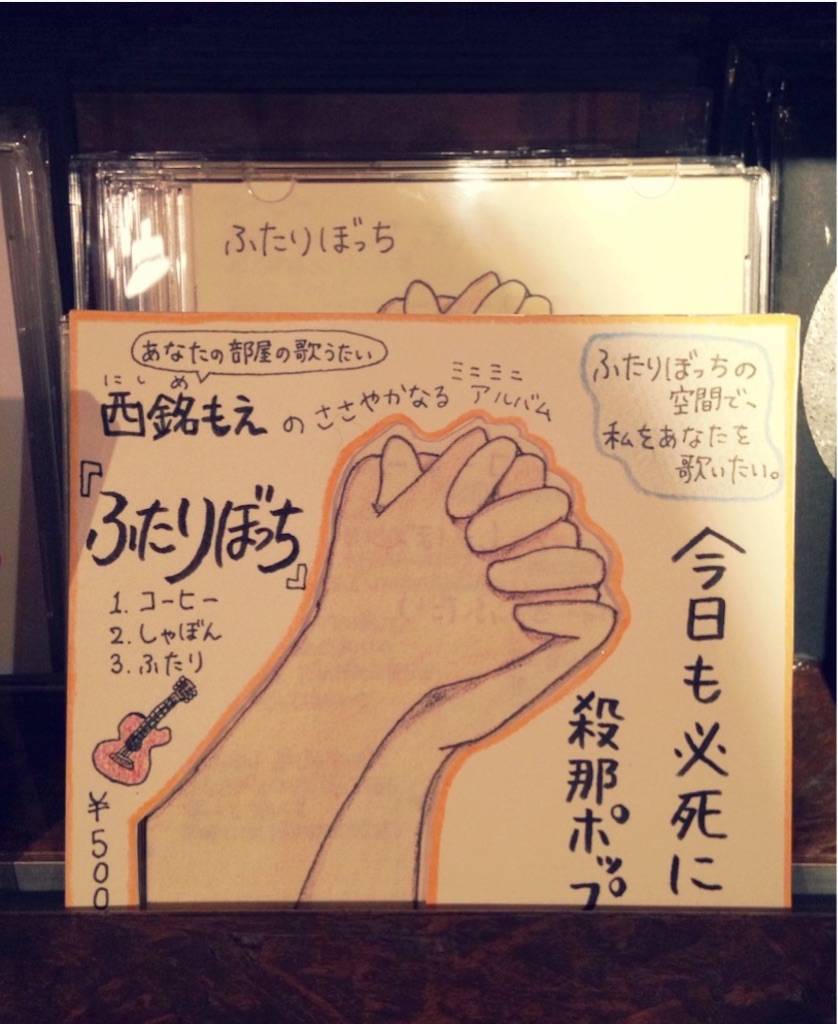 ふたりぼっち
あなたの部屋の歌うたい
にしめ
西銘もえのささやかなるミニミニアルバム
『ふたりぼっち』
1. コーヒー
2. しゃぼん
3. ふたり
¥500
ふたりぼっちの
空間で、
私をあなたを
歌いたい。
今日も必死に
殺那ポップ